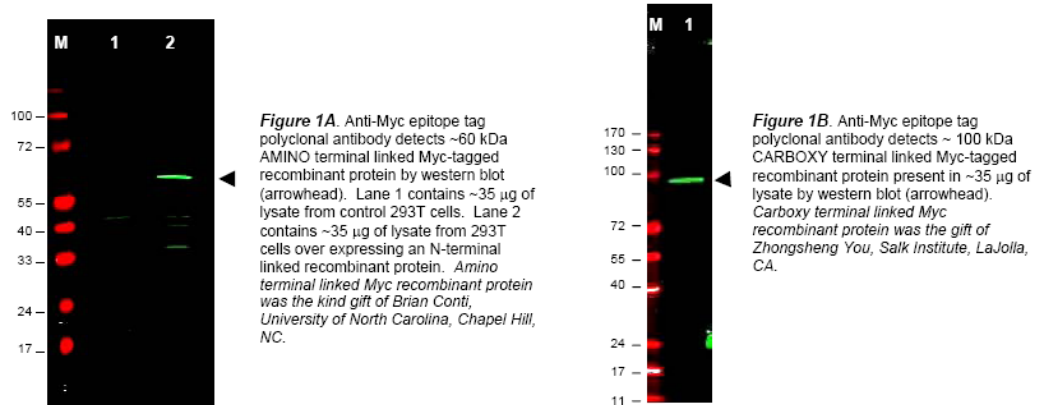 M 1 2
100
72
55
40
33
24
17
Figure 1A. Anti-Myc epitope tag
polyclonal antibody detects ~60 kDa
AMINO terminal linked Myc-tagged
recombinant protein by western blot
(arrowhead). Lane 1 contains ~35 μg of
lysate from control 293T cells. Lane 2
contains ~35 μg of lysate from 293T
cells over expressing an N-terminal
linked recombinant protein. Amino
terminal linked Myc recombinant protein
was the kind gift of Brian Conti,
University of North Carolina, Chapel Hill,
NC.
M 1
170
130
100
72
55
40
24
17
11
Figure 1B. Anti-Myc epitope tag
polyclonal antibody detects ~ 100 kDa
CARBOXY terminal linked Myc-tagged
recombinant protein present in ~35 μg of
lysate by western blot (arrowhead).
Carboxy terminal linked Myc
recombinant protein was the gift of
Zhongsheng You, Salk Institute, LaJolla,
CA.